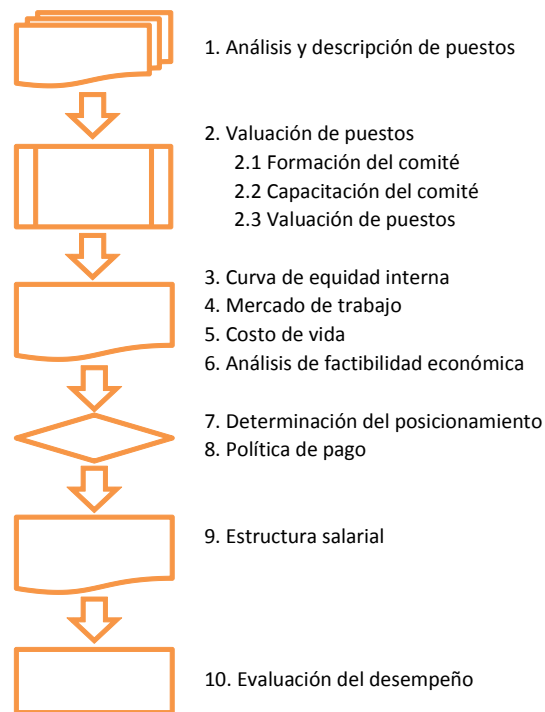 1. Análisis y descripción de puestos
2. Valuación de puestos
2.1 Formación del comité
2.2 Capacitación del comité
2.3 Valuación de puestos
3. Curva de equidad interna
4. Mercado de trabajo
5. Costo de vida
6. Análisis de factibilidad económica
7. Determinación del posicionamiento
8. Política de pago
9. Estructura salarial
10. Evaluación del desempeño